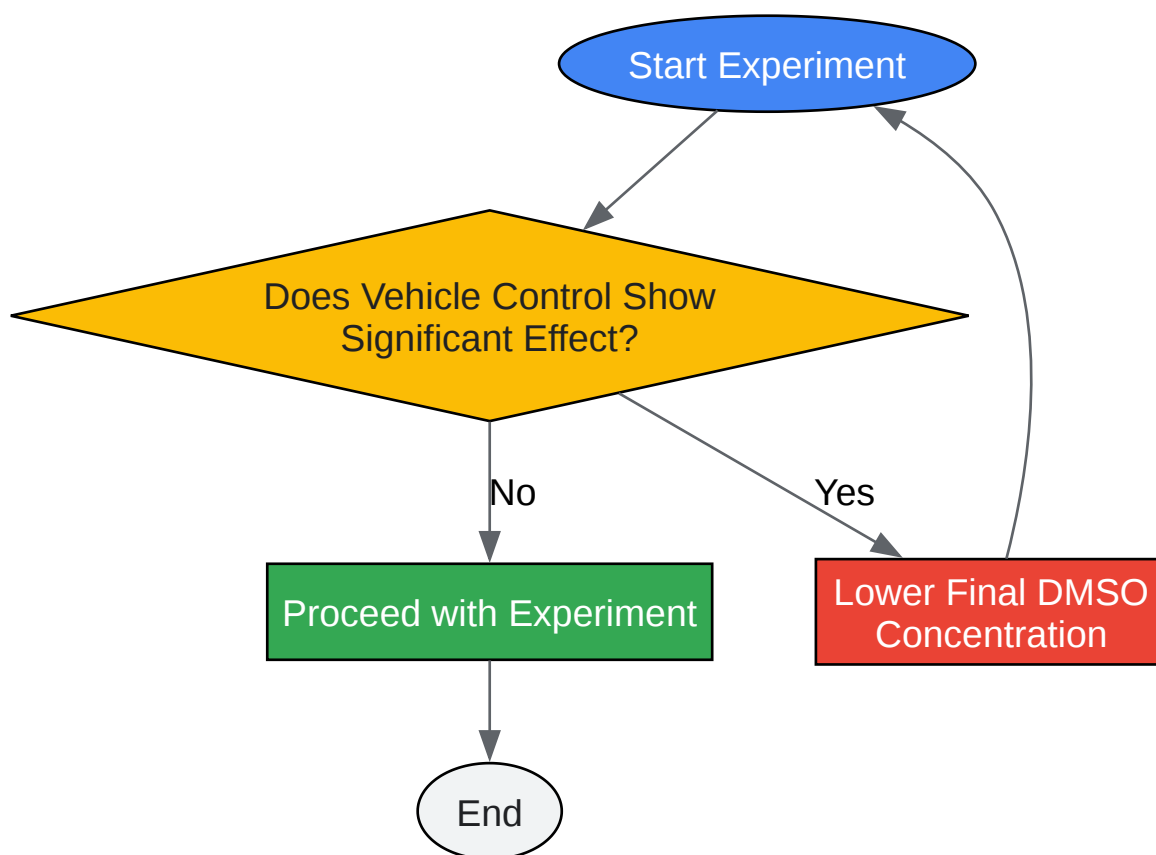 Start Experiment
Does Vehicle Control Show
Significant Effect?
No
Yes
Proceed with Experiment
Lower Final DMSO
Concentration
End